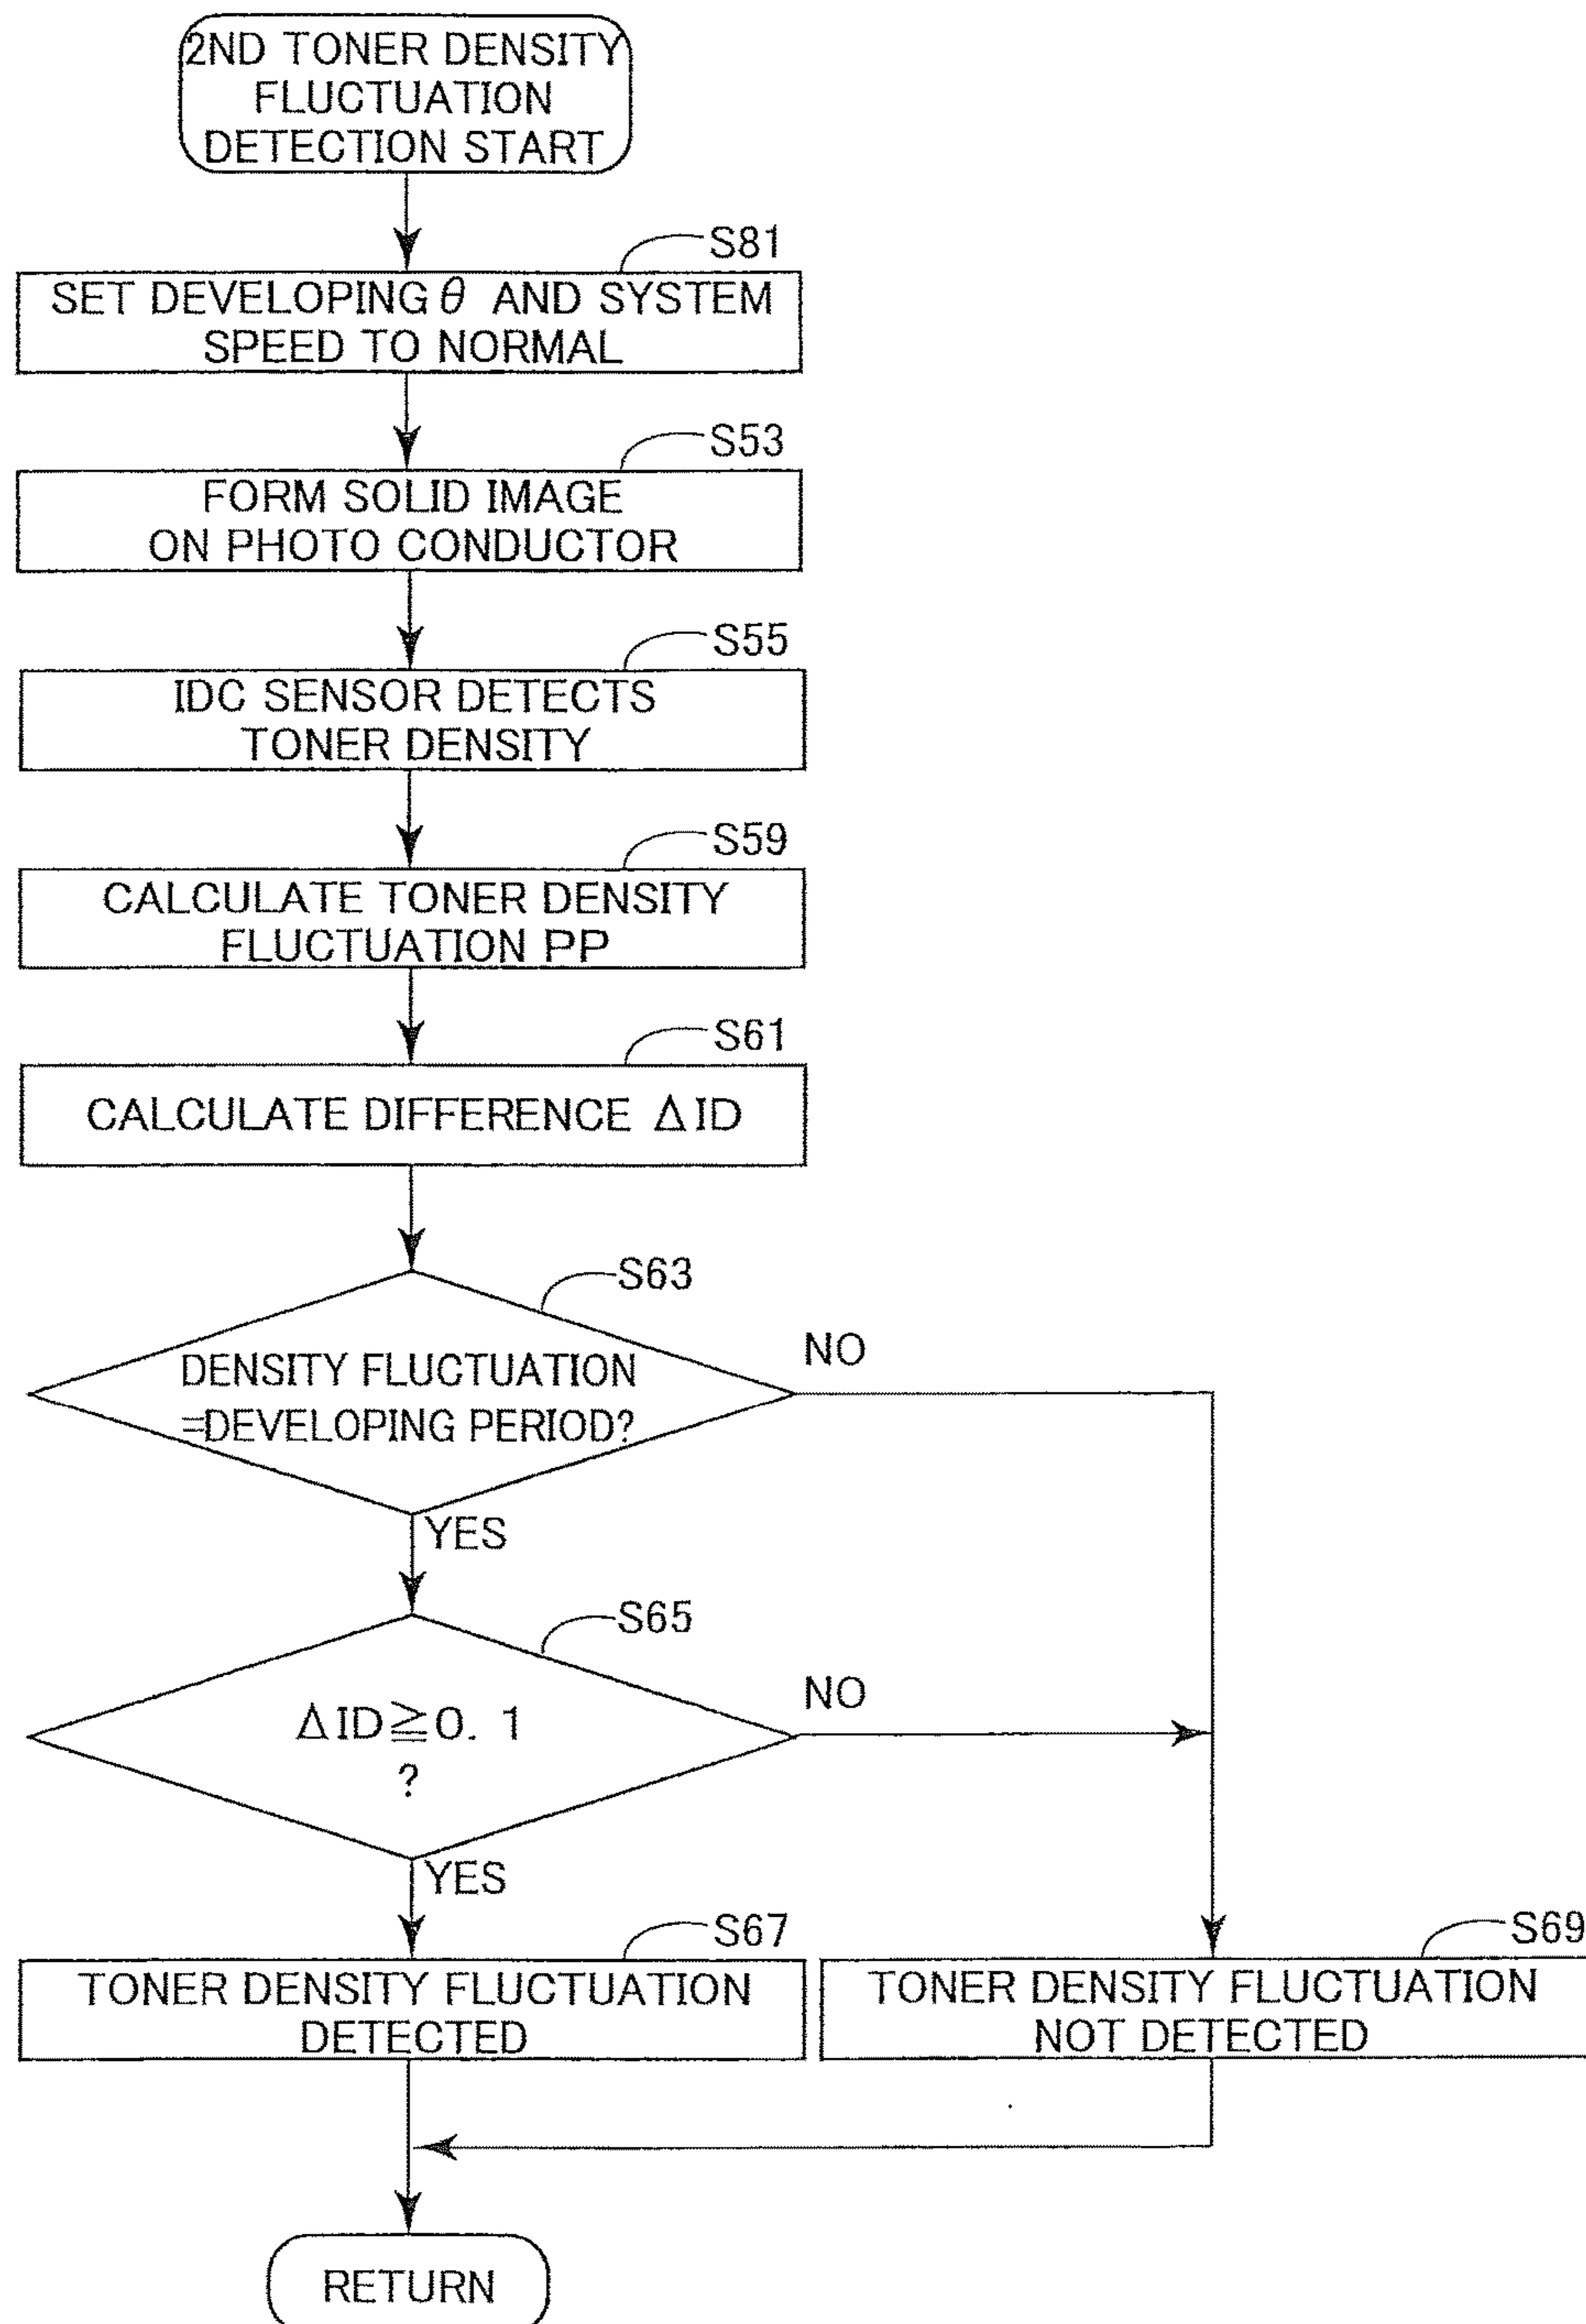 2ND TONER DENSITY
FLUCTUATION
DETECTION START
S81
SET DEVELOPING θ AND SYSTEM
SPEED TO NORMAL
S53
FORM SOLID IMAGE
ON PHOTO CONDUCTOR
S55
IDC SENSOR DETECTS
TONER DENSITY
S59
CALCULATE TONER DENSITY
FLUCTUATION PP
S61
CALCULATE DIFFERENCE ΔID
S63
DENSITY FLUCTUATION
=DEVELOPING PERIOD?
NO
YES
S65
ΔID≧0. 1
?
NO
YES
S67
TONER DENSITY FLUCTUATION
DETECTED
S69
TONER DENSITY FLUCTUATION
NOT DETECTED
RETURN